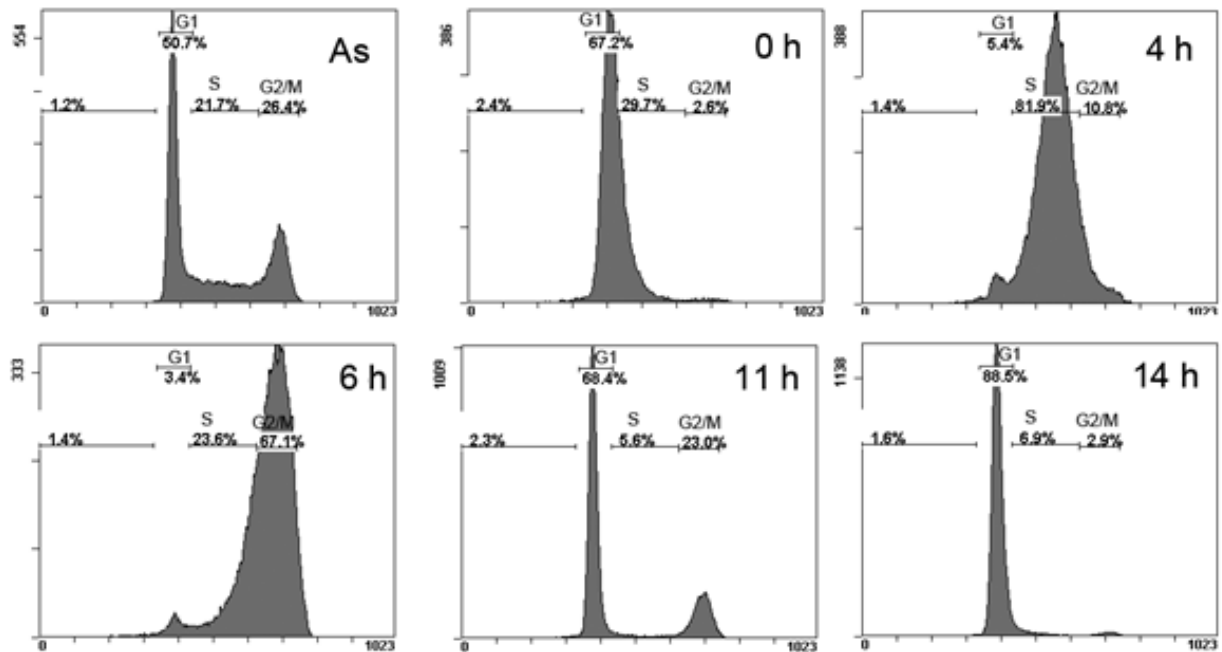 554
G1
50.7%
As
S
G2/M
1.2%
21.7%
26.4%
0
1023
386
G1
67.2%
0 h
S
G2/M
2.4%
29.7%
2.6%
0
1023
388
G1
5.4%
4 h
S
G2/M
1.4%
81.9%
10.8%
0
1023
333
G1
3.4%
6 h
S
G2/M
1.4%
23.6%
67.1%
0
1023
1009
G1
68.4%
11 h
S
G2/M
2.3%
5.6%
23.0%
0
1023
1138
G1
88.5%
14 h
S
G2/M
1.6%
6.9%
2.9%
0
1023